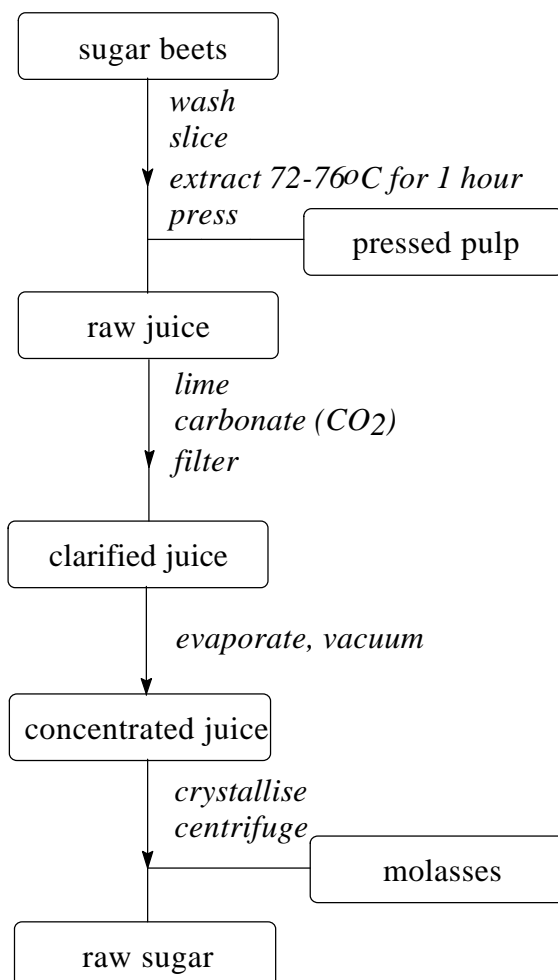 sugar beets
wash
slice
extract 72-76oC for 1 hour
press
pressed pulp
raw juice
lime
carbonate (CO2)
filter
clarified juice
evaporate, vacuum
concentrated juice
crystallise
centrifuge
molasses
raw sugar